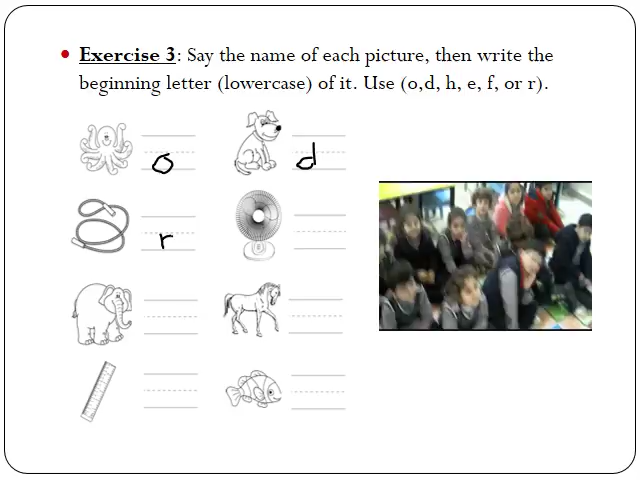 • Exercise 3: Say the name of each picture, then write the
beginning letter (lowercase) of it. Use (o,d, h, e, f, or r).
o
d
r